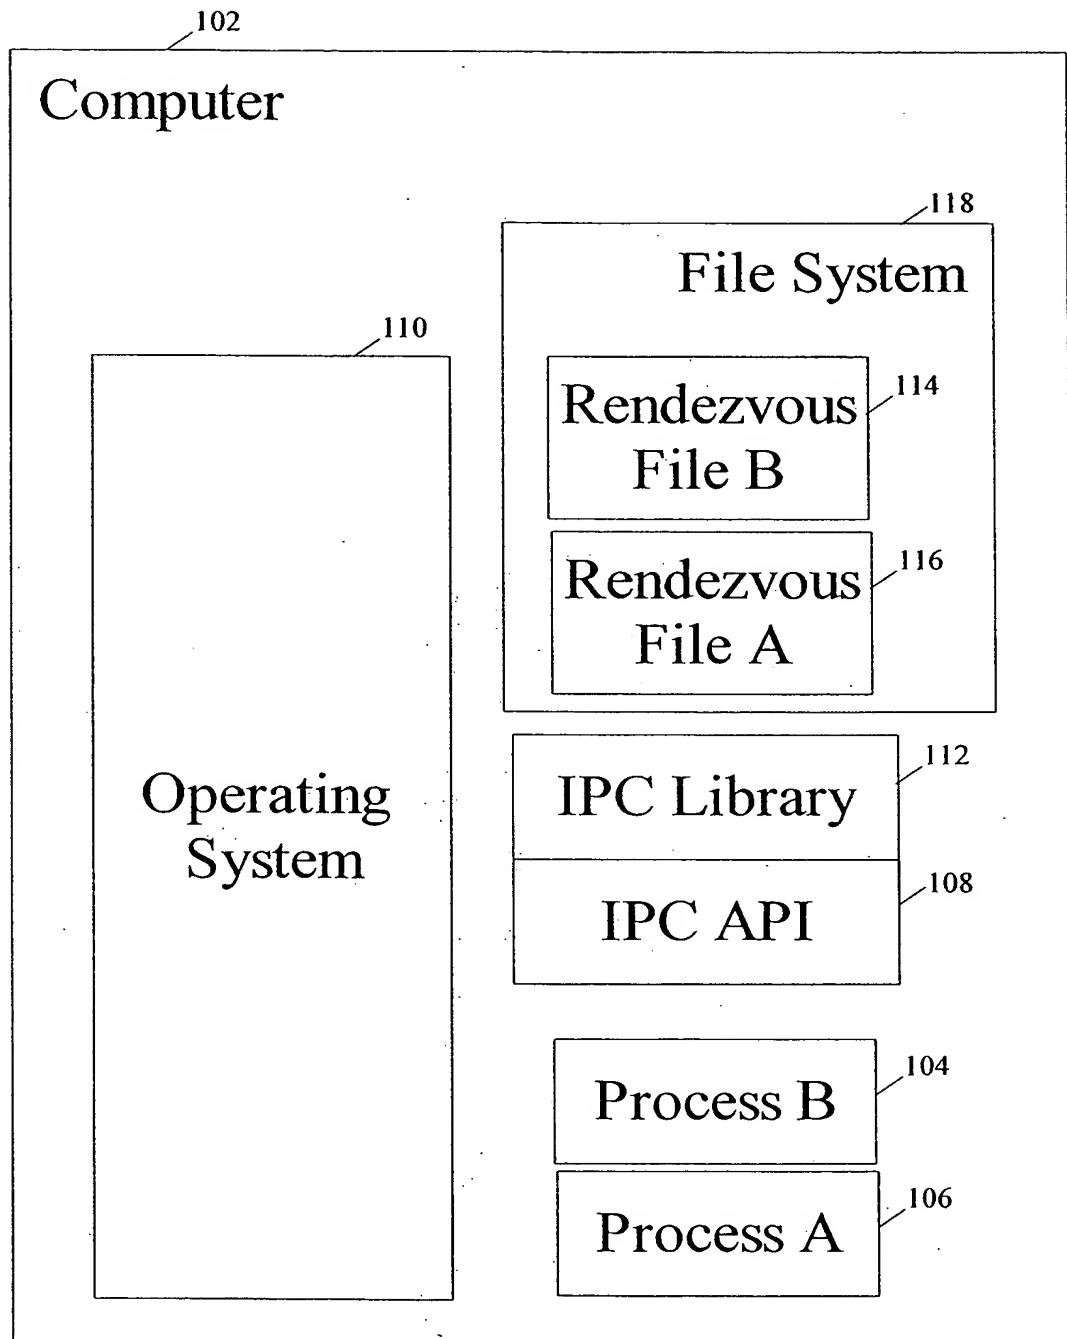 102
Computer
118
File System
110
Rendezvous
File B
114
Rendezvous
File A
116
Operating
System
IPC Library
112
IPC API
108
Process B
104
Process A
106